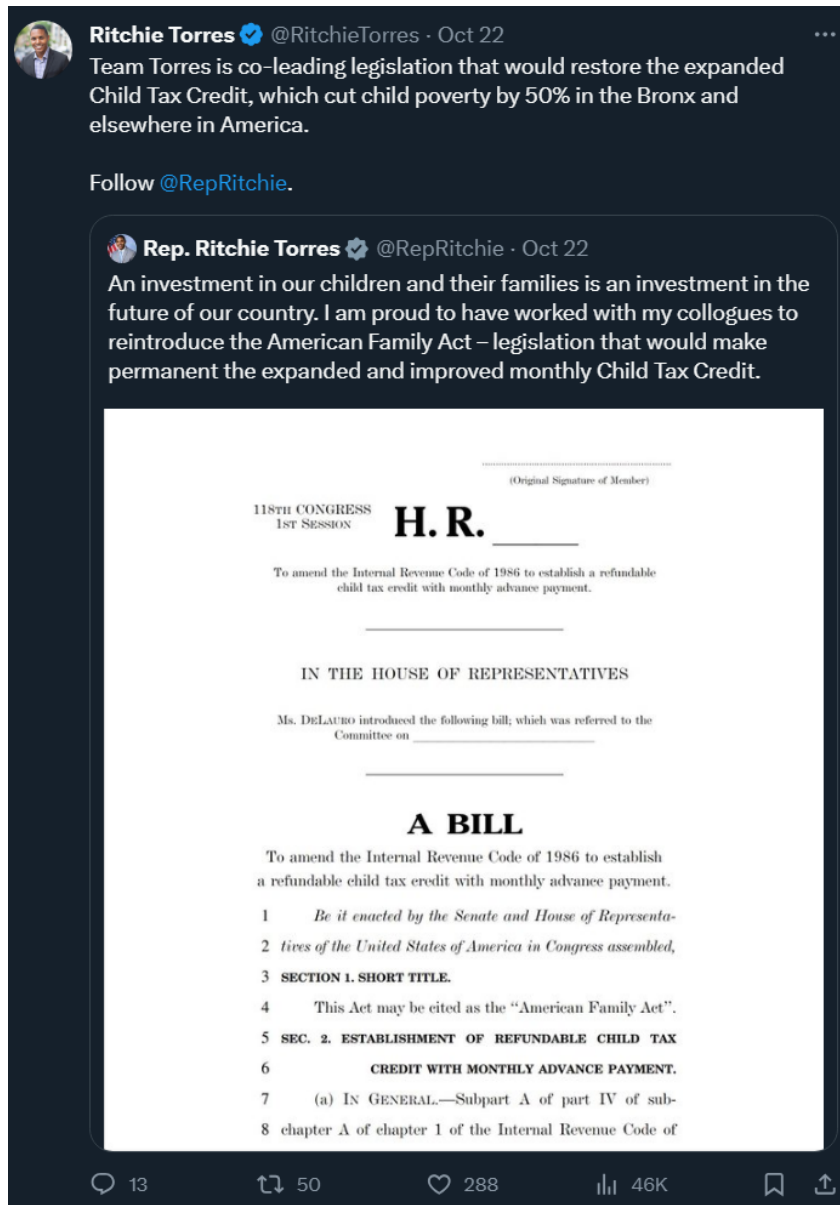 Ritchie Torres @RitchieTorres · Oct 22
Team Torres is co-leading legislation that would restore the expanded
Child Tax Credit, which cut child poverty by 50% in the Bronx and
elsewhere in America.
Follow @RepRitchie.
Rep. Ritchie Torres @RepRitchie · Oct 22
An investment in our children and their families is an investment in the
future of our country. I am proud to have worked with my collogues to
reintroduce the American Family Act – legislation that would make
permanent the expanded and improved monthly Child Tax Credit.
(Original Signature of Member)
118TH CONGRESS
1ST SESSION
H. R. ________
To amend the Internal Revenue Code of 1986 to establish a refundable
child tax credit with monthly advance payment.
IN THE HOUSE OF REPRESENTATIVES
Ms. DELAURO introduced the following bill; which was referred to the
Committee on ________________
A BILL
To amend the Internal Revenue Code of 1986 to establish
a refundable child tax credit with monthly advance payment.
1 Be it enacted by the Senate and House of Representa-
2 tives of the United States of America in Congress assembled,
3 SECTION 1. SHORT TITLE.
4 This Act may be cited as the “American Family Act”.
5 SEC. 2. ESTABLISHMENT OF REFUNDABLE CHILD TAX
6 CREDIT WITH MONTHLY ADVANCE PAYMENT.
7 (a) IN GENERAL.—Subpart A of part IV of sub-
8 chapter A of chapter 1 of the Internal Revenue Code of
13 50 288 46K